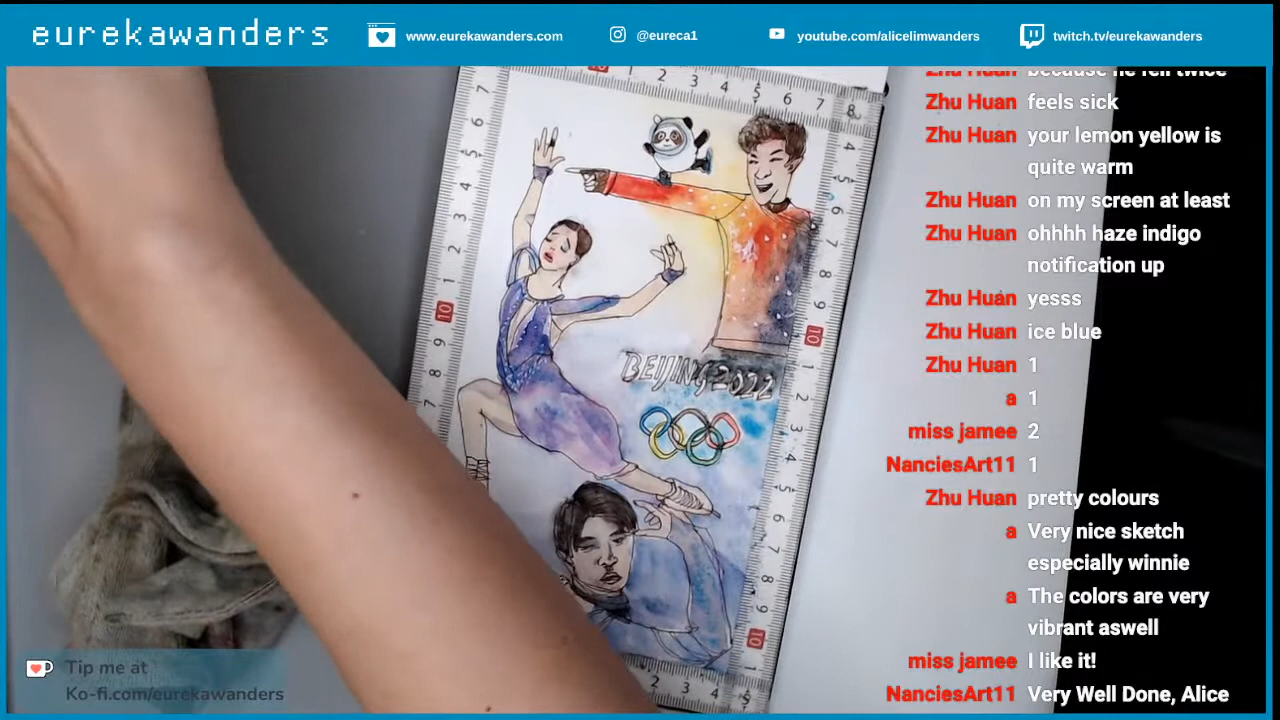 eurekawanders
www.eurekawanders.com
@eureca1
youtube.com/alicelimwanders
twitch.tv/eurekawanders
because he fell twice
Zhu Huan feels sick
Zhu Huan your lemon yellow is
quite warm
Zhu Huan on my screen at least
Zhu Huan ohhhh haze indigo
notification up
Zhu Huan yesss
Zhu Huan ice blue
Zhu Huan 1
a 1
miss jamee 2
NanciesArt11 1
Zhu Huan pretty colours
a Very nice sketch
especially winnie
a The colors are very
vibrant aswell
miss jamee I like it!
NanciesArt11 Very Well Done, Alice
BEIJING 2022
Tip me at
Ko-fi.com/eurekawanders